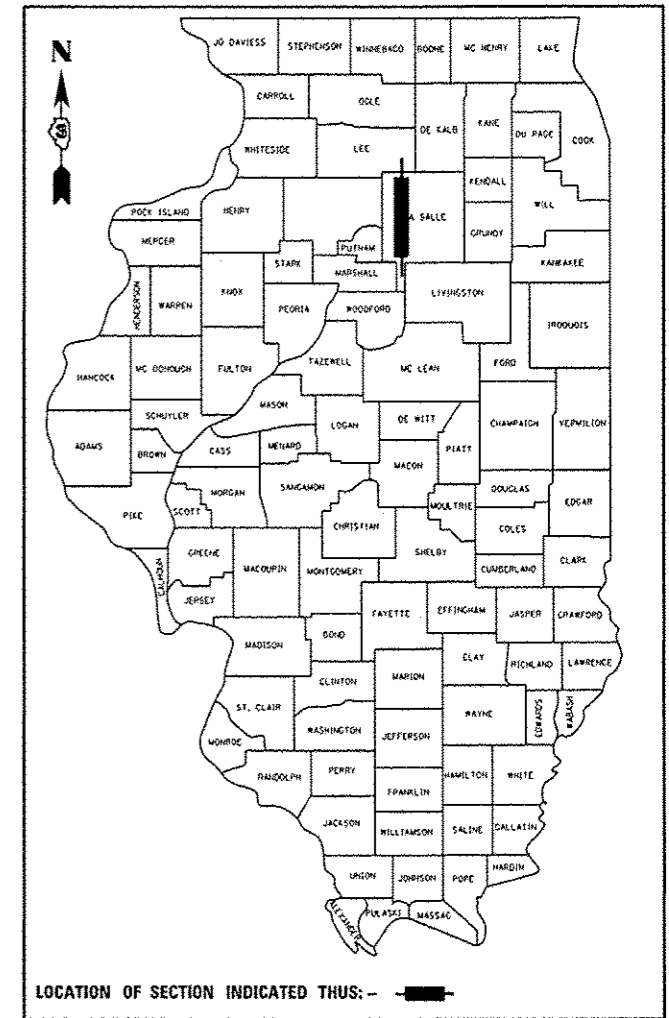 N
JO DAVIESS STEPHENSON WINNEBAGO BOONE MC HENRY LAKE
CARROLL OGLE DE KALB KANE DU PAGE COOK
WHITESIDE LEE
KENDALL WILL
ROCK ISLAND HENRY A SALLE GRUNDY
MERCER PUTNAM KANKAKEE
STARK MARSHALL
HENDERSON WARREN KNOX PEORIA WOODFORD LIVINGSTON IROQUOIS
HANCOCK MC DONOUGH FULTON TAZEWELL MC LEAN FORD
MASON
SCHUYLER LOGAN DE WITT CHAMPAIGN VERMILION
ADAMS BROWN CASS MENARD PIATT
MACON
MORGAN SANGAMON DOUGLAS
PIKE SCOTT CHRISTIAN MOULTRIE EDGAR
COLES
GREENE SHELBY
CALHOUN MACOUPIN MONTGOMERY CUMBERLAND CLARK
JERSEY
FAYETTE EFFINGHAM JASPER CRAWFORD
MADISON BOND
CLAY RICHLAND LAWRENCE
CLINTON MARION
ST. CLAIR WAYNE EDWARDS WABASH
MONROE WASHINGTON JEFFERSON
RANDOLPH PERRY HAMILTON WHITE
FRANKLIN
JACKSON WILLIAMSON SALINE GALLATIN
UNION JOHNSON POPE HARDIN
ALEXANDER PULASKI MASSAC
LOCATION OF SECTION INDICATED THUS: -